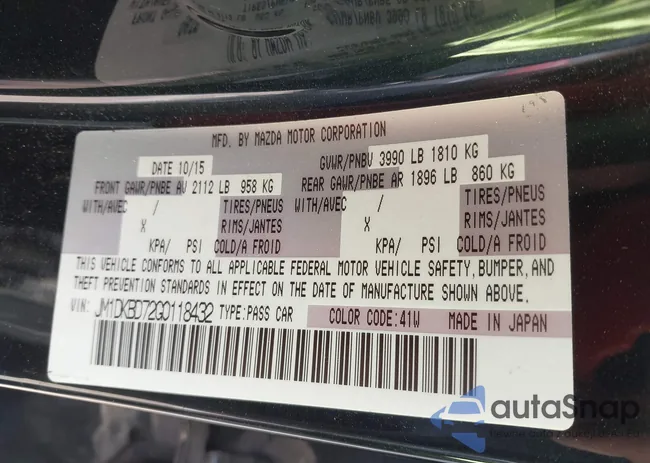 MFD. BY MAZDA MOTOR CORPORATION
DATE 10/15 GVWR/PNBV 3990 LB 1810 KG
FRONT GAWR/PNBE AV 2112 LB 958 KG REAR GAWR/PNBE AR 1896 LB 860 KG
WITH/AVEC / TIRES/PNEUS WITH/AVEC / TIRES/PNEUS
X RIMS/JANTES X RIMS/JANTES
KPA/ PSI COLD/A FROID KPA/ PSI COLD/A FROID
THIS VEHICLE CONFORMS TO ALL APPLICABLE FEDERAL MOTOR VEHICLE SAFETY, BUMPER, AND
THEFT PREVENTION STANDARDS IN EFFECT ON THE DATE OF MANUFACTURE SHOWN ABOVE.
VIN: JM1DKBD72G0118432 TYPE:PASS CAR COLOR CODE:41W MADE IN JAPAN
autoSnap